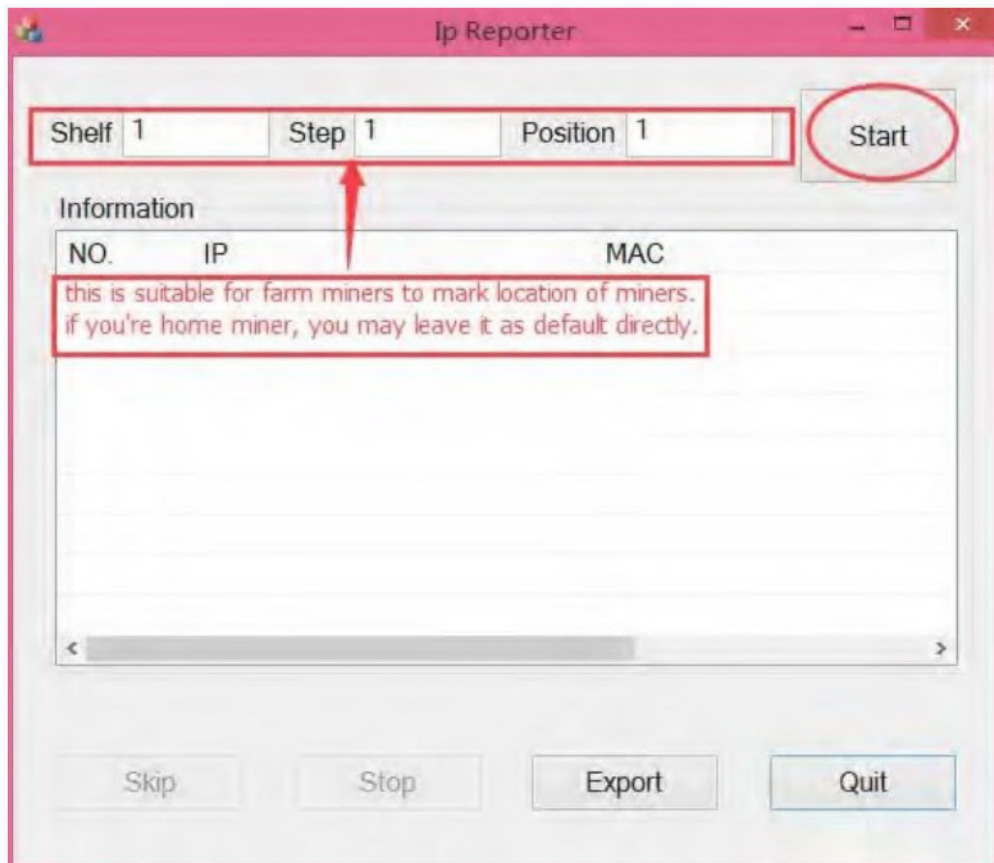 Ip Reporter
Shelf 1 Step 1 Position 1 Start
Information
NO. IP MAC
this is suitable for farm miners to mark location of miners.
if you're home miner, you may leave it as default directly.
Skip Stop Export Quit